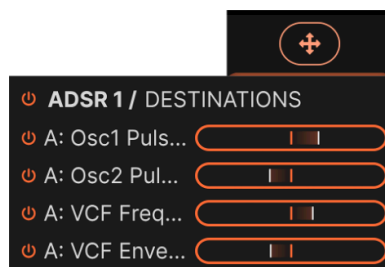 ADSR 1 / DESTINATIONS
A: Osc1 Puls...
A: Osc2 Pul...
A: VCF Freq...
A: VCF Enve...